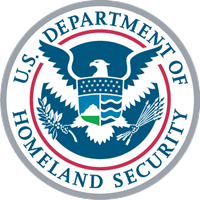 U.S. DEPARTMENT OF
HOMELAND SECURITY